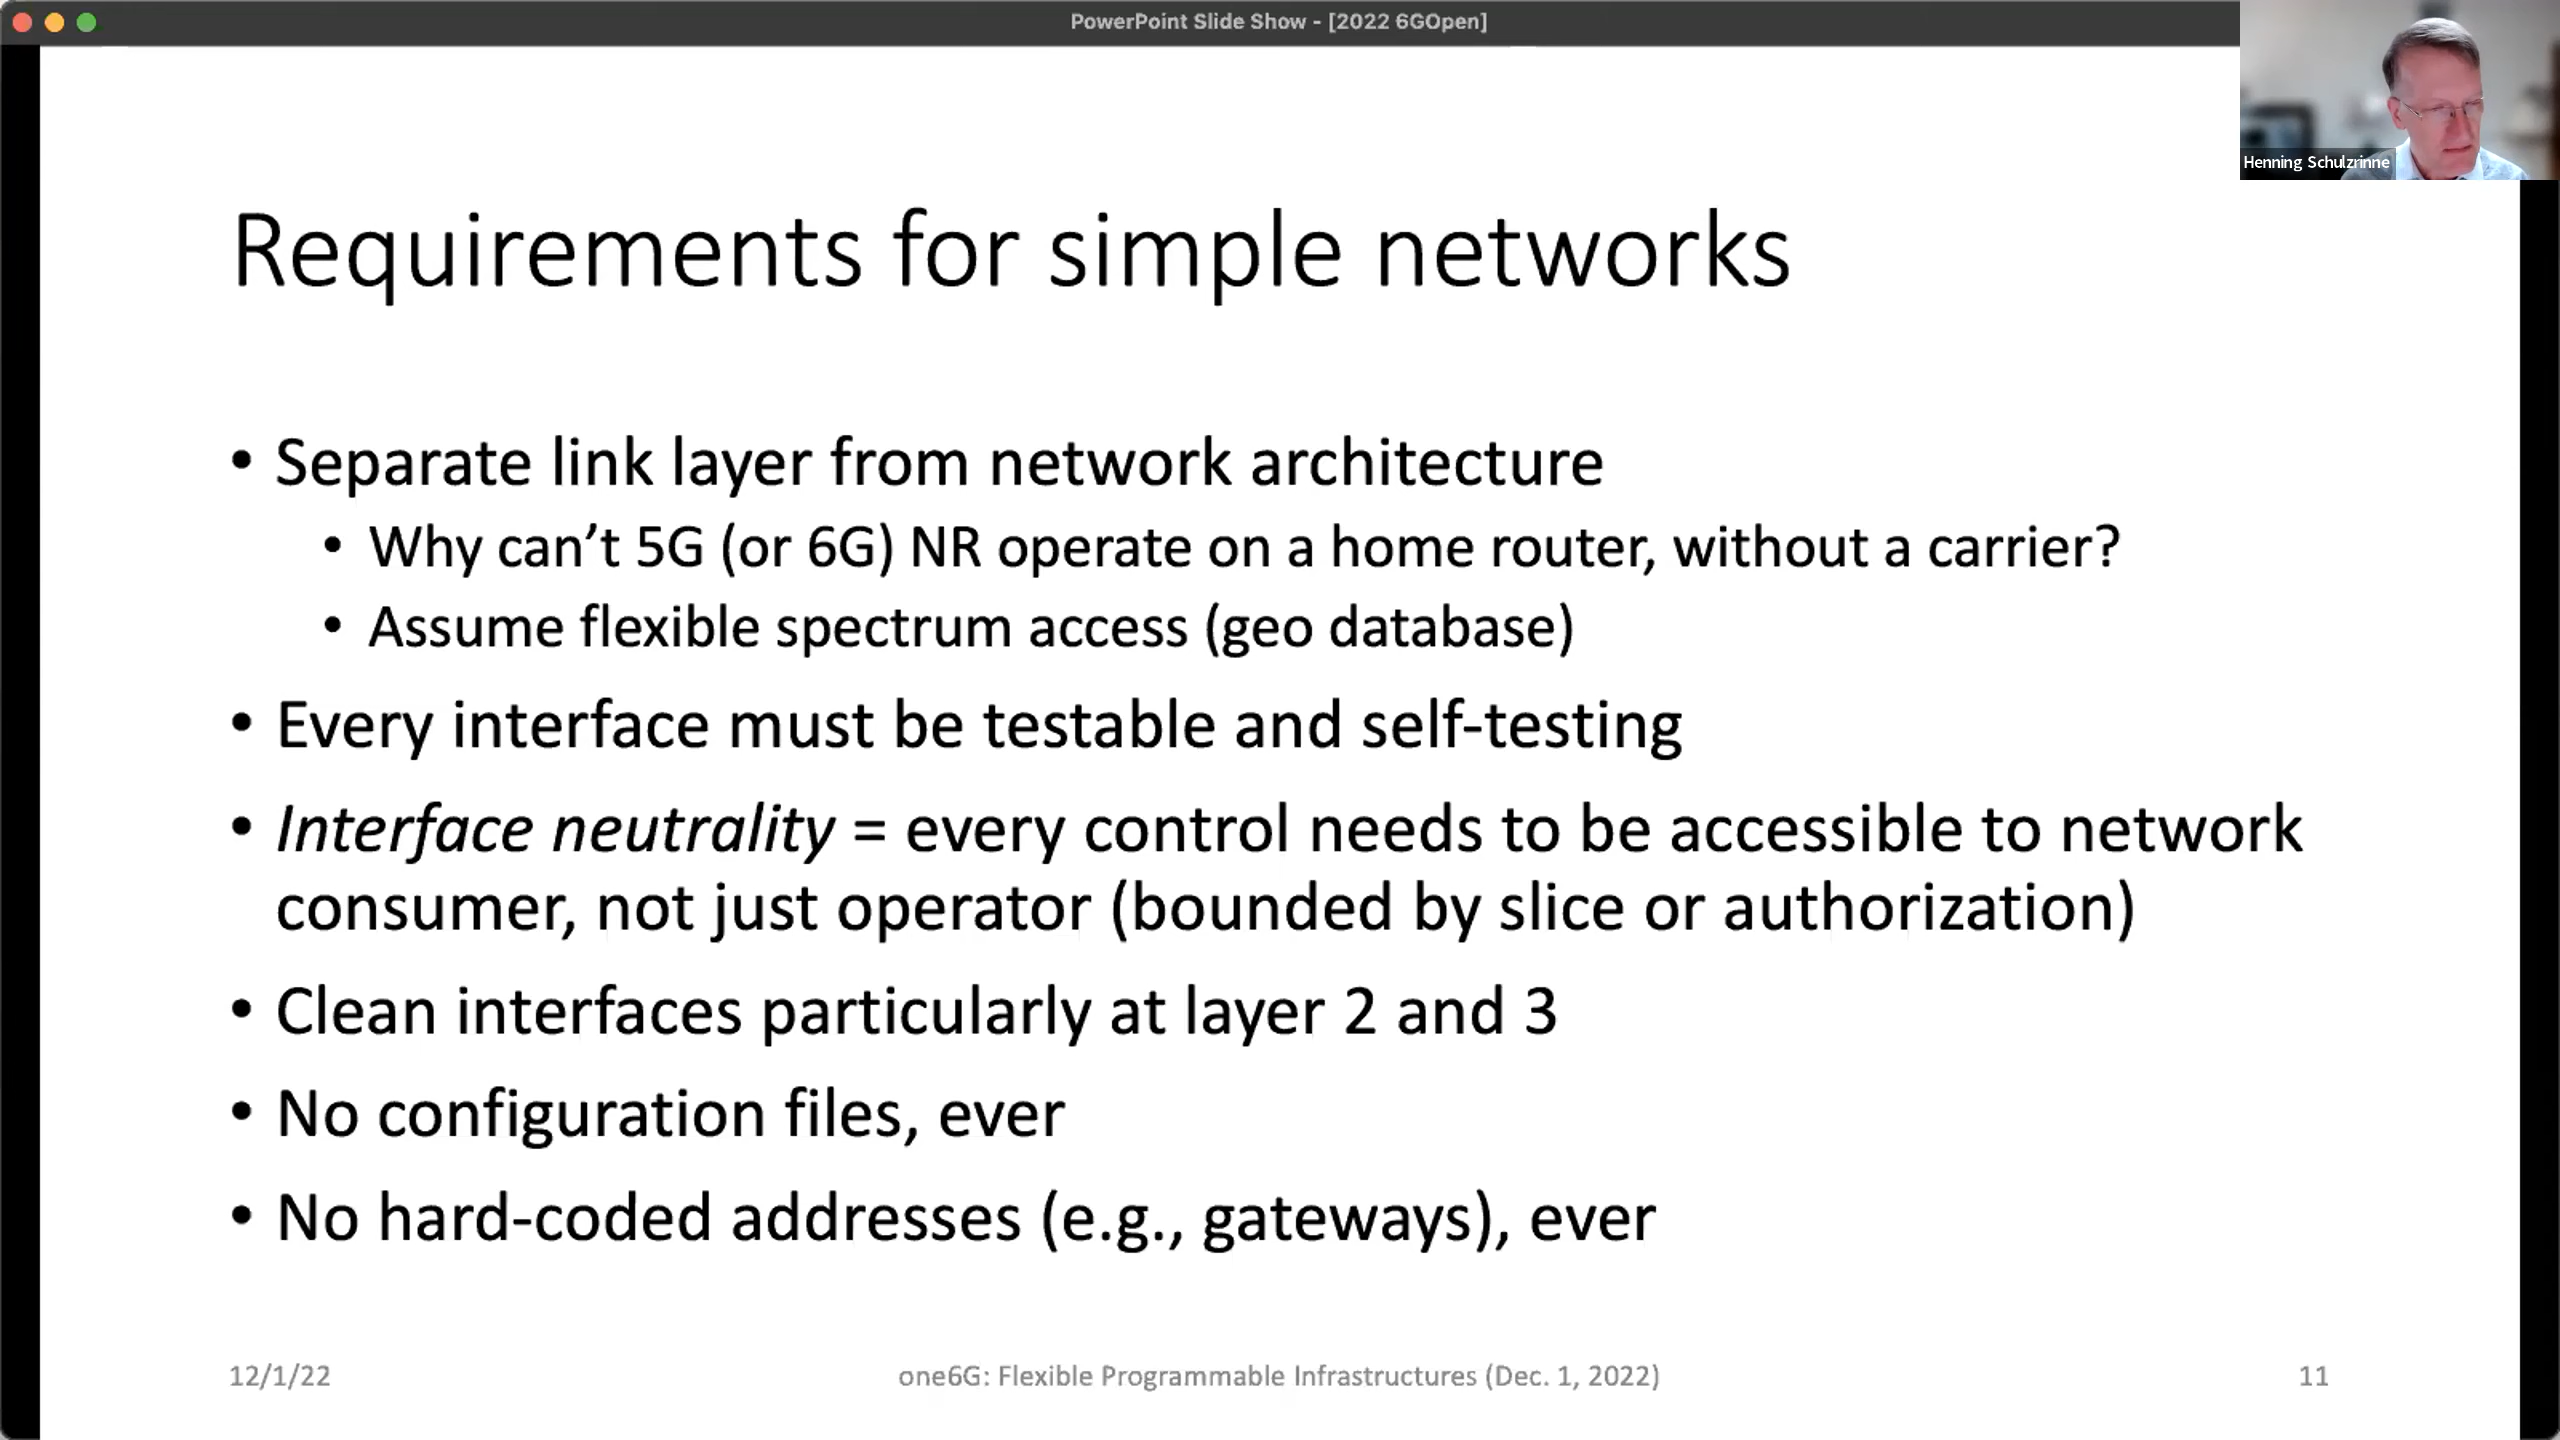 PowerPoint Slide Show - [2022 6GOpen]
Henning Schulzrinne
Requirements for simple networks
• Separate link layer from network architecture
• Why can’t 5G (or 6G) NR operate on a home router, without a carrier?
• Assume flexible spectrum access (geo database)
• Every interface must be testable and self-testing
• Interface neutrality = every control needs to be accessible to network
consumer, not just operator (bounded by slice or authorization)
• Clean interfaces particularly at layer 2 and 3
• No configuration files, ever
• No hard-coded addresses (e.g., gateways), ever
12/1/22
one6G: Flexible Programmable Infrastructures (Dec. 1, 2022)
11